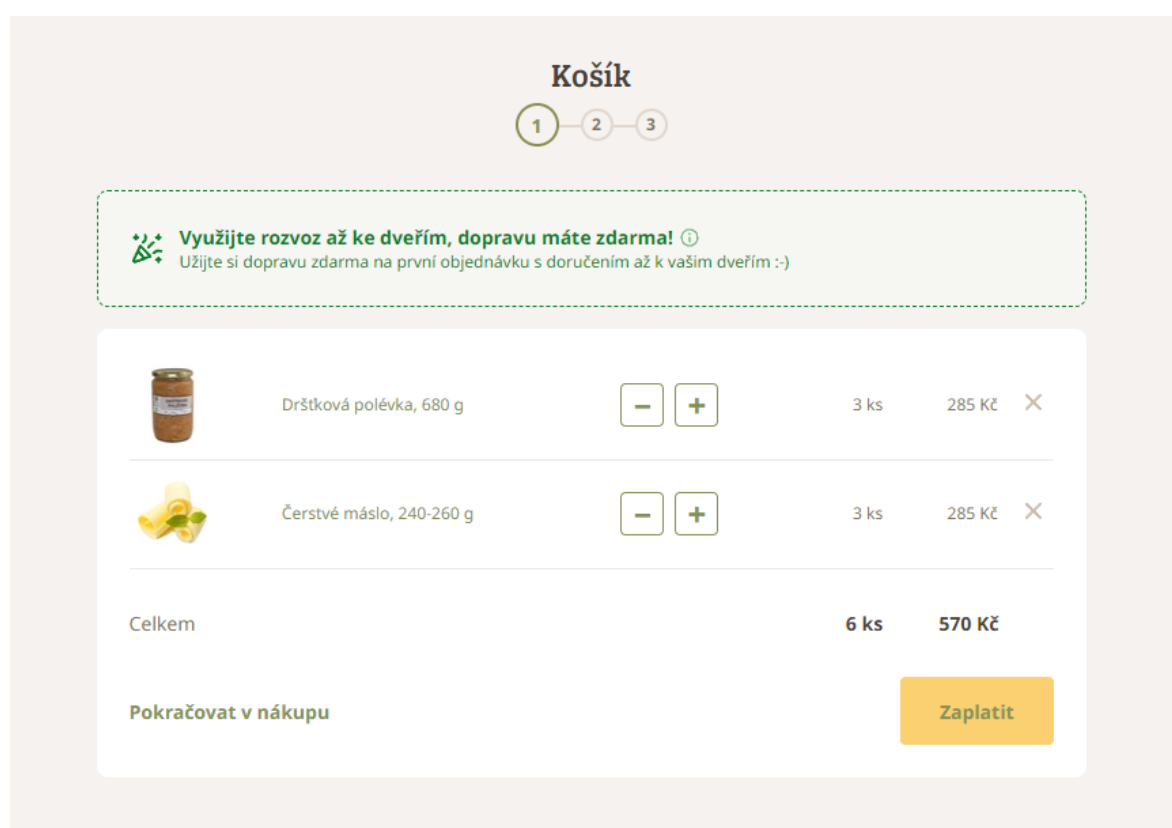 Košík
1 2 3
Využijte rozvoz až ke dveřím, dopravu máte zdarma!
Užijte si dopravu zdarma na první objednávku s doručením až k vašim dveřím :-)
Dršťková polévka, 680 g − + 3 ks 285 Kč ×
Čerstvé máslo, 240-260 g − + 3 ks 285 Kč ×
Celkem 6 ks 570 Kč
Pokračovat v nákupu Zaplatit